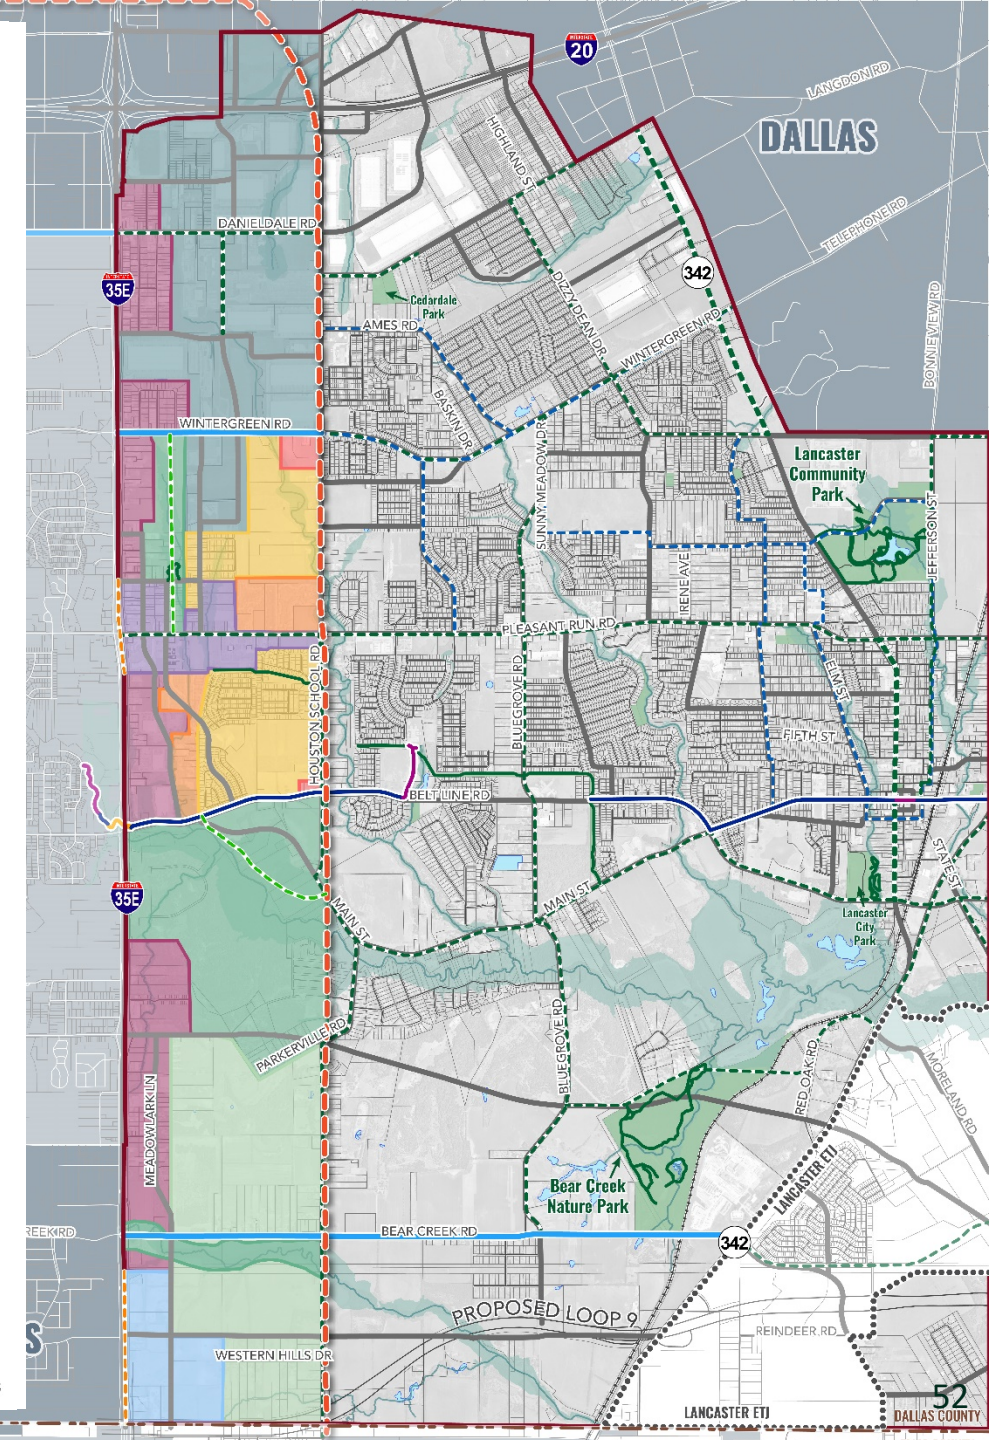 INTERSTATE
20
LANGDON RD
DALLAS
HIGHLAND ST
TELEPHONE RD
DANIELDALE RD
342
35E
DIZZY DEAN DR
BONNIE VIEW RD
Cedardale
Park
AMES RD
WINTERGREEN RD
BASKIN DR
WINTERGREEN RD
SUNNY MEADOW DR
Lancaster
Community
Park
JEFFERSON ST
IRENE AVE
PLEASANT RUN RD
HOUSTON SCHOOL RD
BLUEGROVE RD
ELM ST
FIFTH ST
BELT LINE RD
STATE ST
35E
MAIN ST
MAIN ST
Lancaster
City
Park
BLUEGROVE RD
PARKERVILLE RD
RED OAK RD
MORELAND RD
MEADOWLARK LN
Bear Creek
Nature Park
LANCASTER ETJ
REEK RD
BEAR CREEK RD
342
PROPOSED LOOP 9
S
REINDEER RD
WESTERN HILLS DR
52
LANCASTER ETJ
DALLAS COUNTY